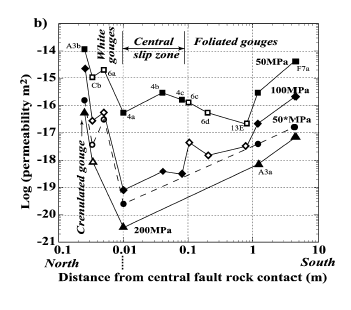 b)
White
gouges
Central
slip zone
Foliated gouges
Log (permeability m2)
-14
-15
-16
-17
-18
-19
-20
-21
A3b
Cb
6a
4a
4b
4c
6c
6d
13E
F7a
50MPa
100MPa
50*MPa
200MPa
A3a
Crenulated gouge
0.1
0.01
0.1
1
10
North
South
Distance from central fault rock contact (m)